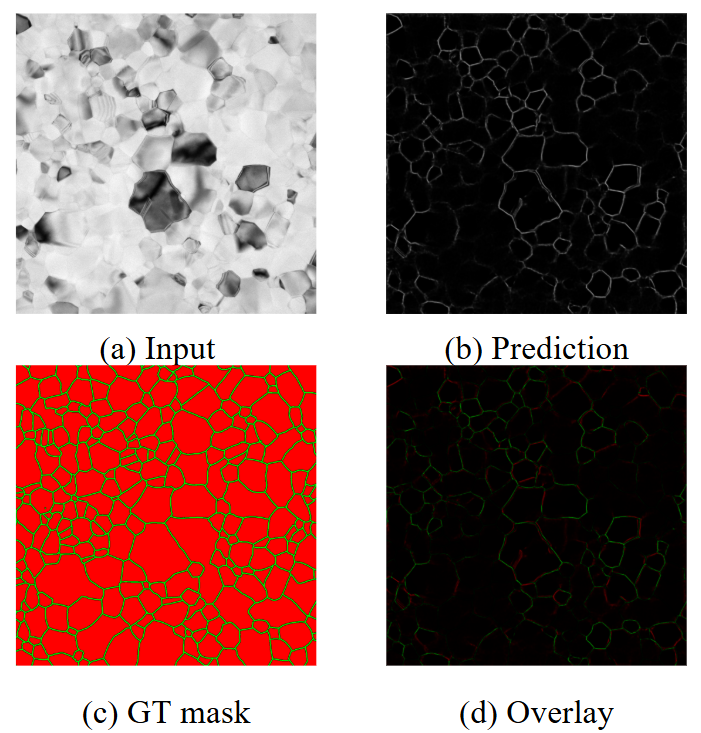 (a) Input
(b) Prediction
(c) GT mask
(d) Overlay